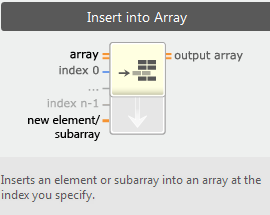 Insert into Array
array
index 0
...
index n-1
new element/
subarray
output array
Inserts an element or subarray into an array at the
index you specify.